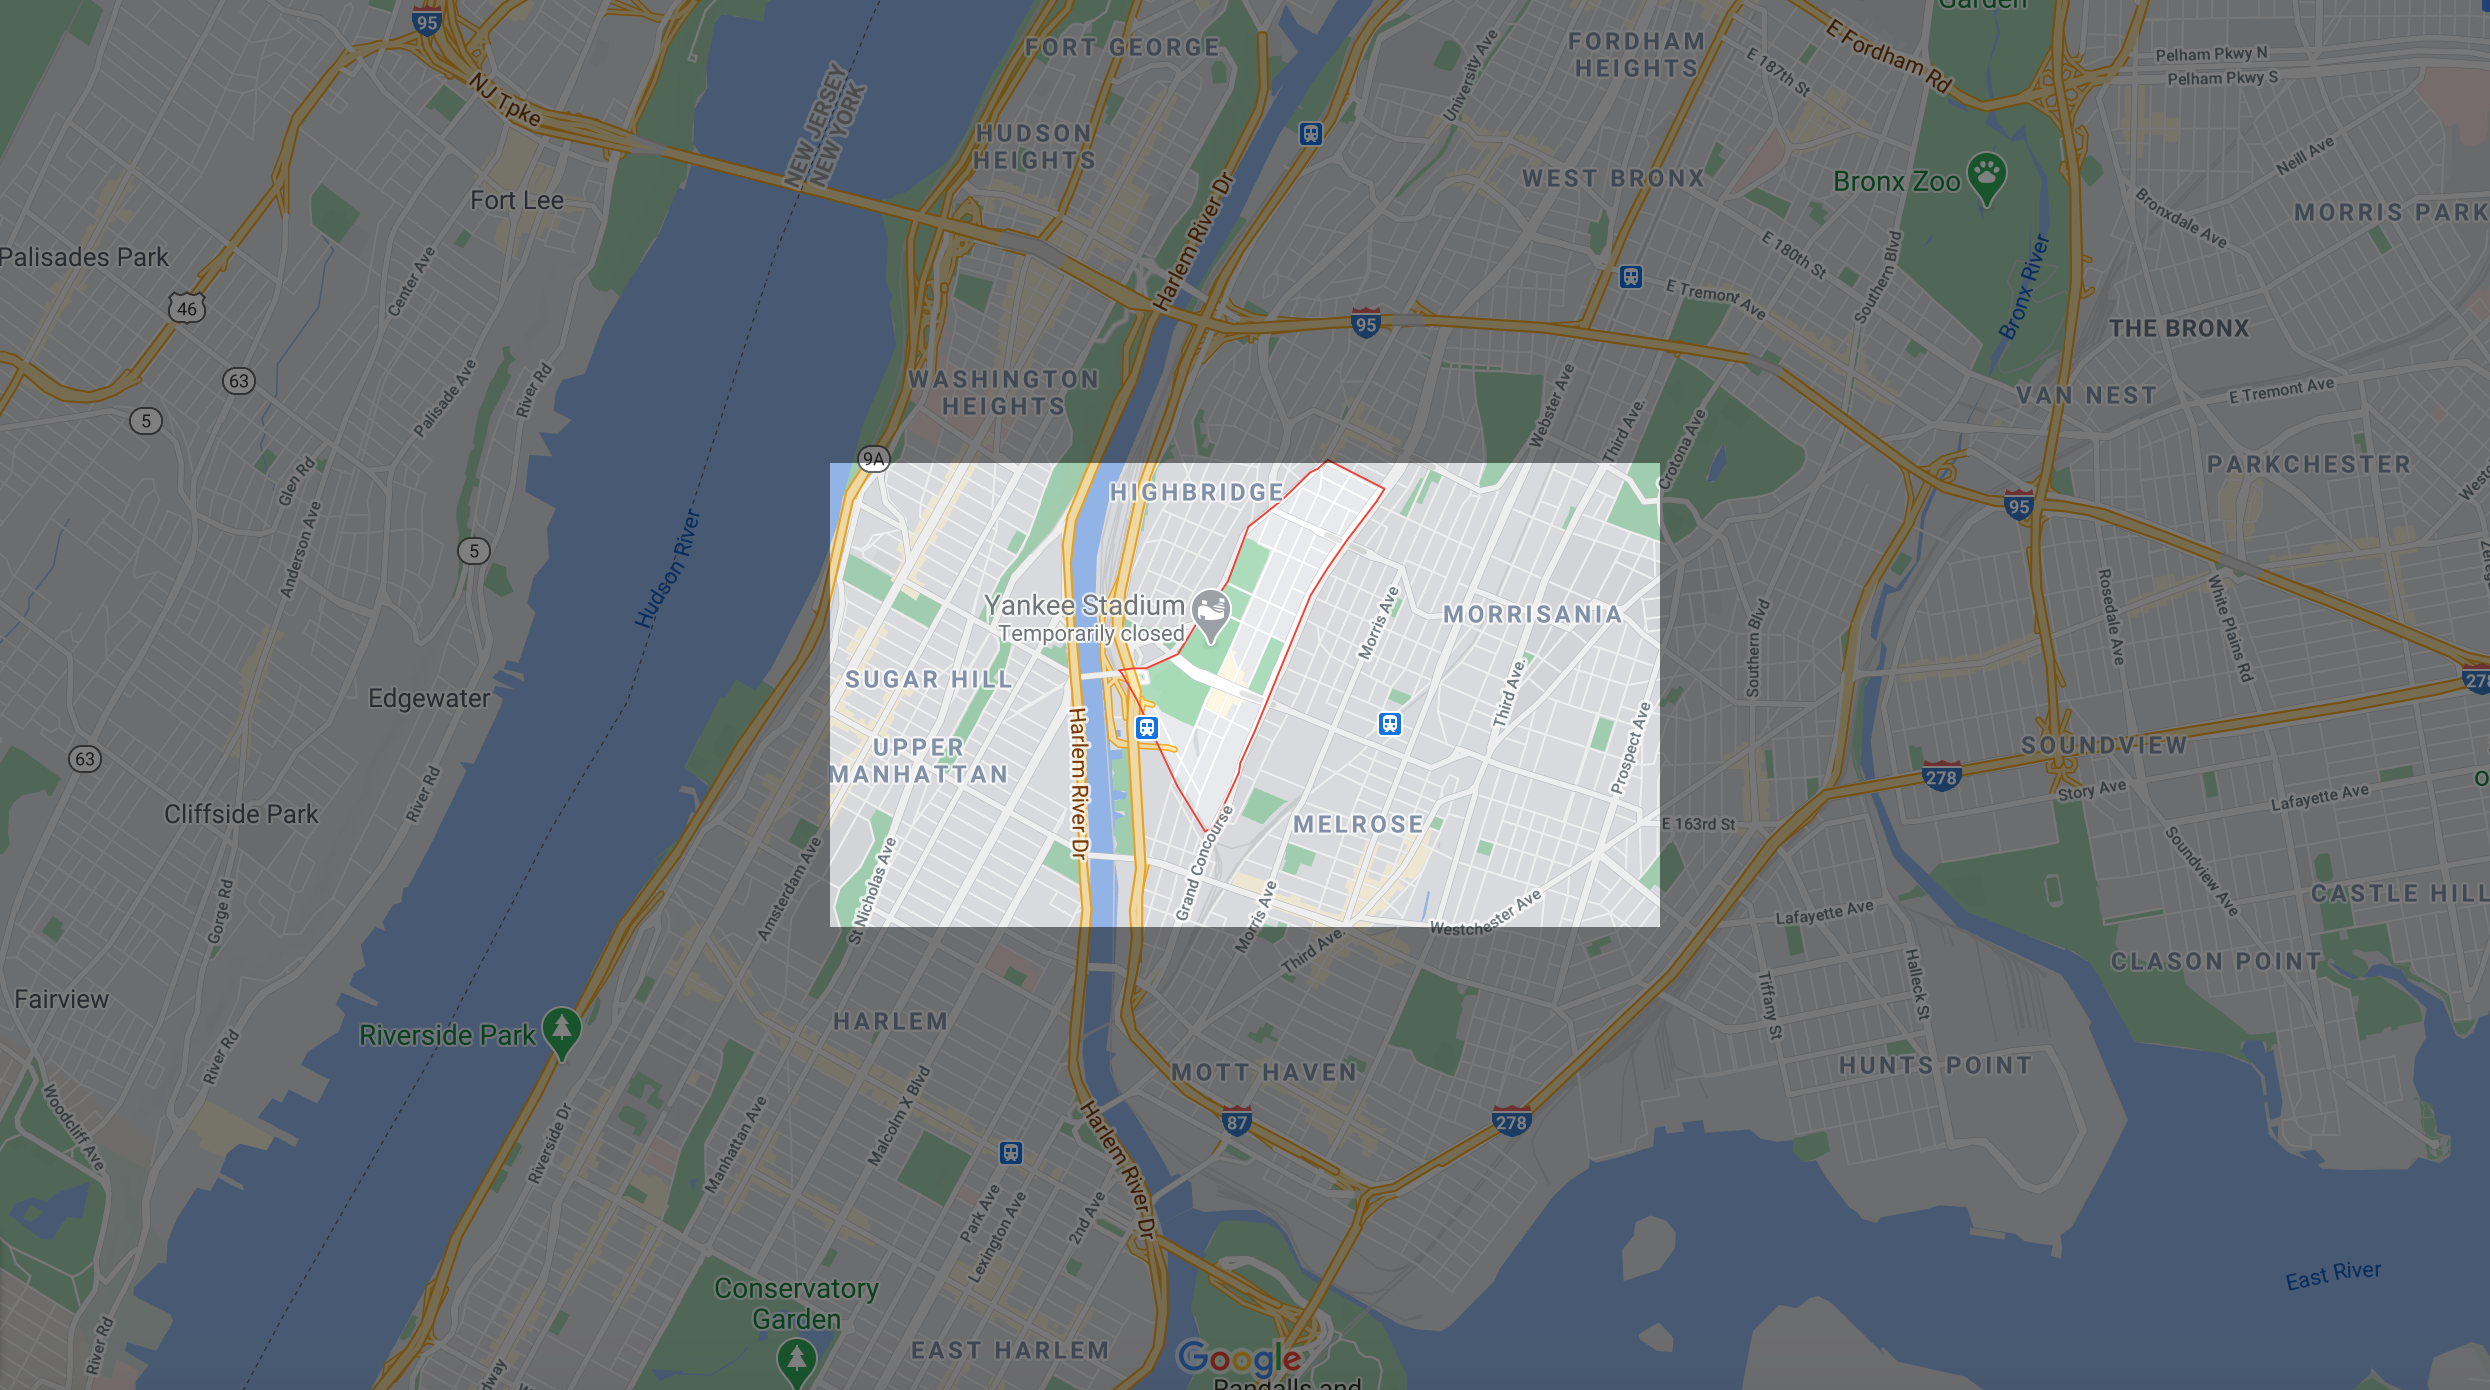 Garden
95
FORT GEORGE
FORDHAM
HEIGHTS
E Fordham Rd
Pelham Pkwy N
Pelham Pkwy S
University Ave
E 187th St
NJ Tpke
NEW JERSEY
NEW YORK
HUDSON
HEIGHTS
Neill Ave
Fort Lee
Harlem River Dr
WEST BRONX
Bronx Zoo
MORRIS PARK
Bronxdale Ave
Palisades Park
Center Ave
E 180th St
Southern Blvd
Bronx River
46
E Tremont Ave
95
THE BRONX
63
Palisade Ave
River Rd
WASHINGTON
HEIGHTS
Webster Ave
Third Ave.
Crotona Ave
VAN NEST
E Tremont Ave
5
9A
Glen Rd
HIGHBRIDGE
PARKCHESTER
95
Anderson Ave
5
Hudson River
Yankee Stadium
Temporarily closed
Morris Ave
MORRISANIA
Southern Blvd
Rosedale Ave
White Plains Rd
SUGAR HILL
Edgewater
Third Ave.
Prospect Ave
278
63
UPPER
MANHATTAN
Harlem River Dr
SOUNDVIEW
278
Story Ave
Lafayette Ave
River Rd
Cliffside Park
Grand Concourse
MELROSE
E 163rd St
Amsterdam Ave
St Nicholas Ave
Morris Ave
Third Ave.
Westchester Ave
Lafayette Ave
Soundview Ave
CASTLE HILL
Gorge Rd
CLASON POINT
Fairview
Halleck St
Tiffany St
HARLEM
Riverside Park
River Rd
MOTT HAVEN
HUNTS POINT
Woodcliff Ave
Riverside Dr
Manhattan Ave
Malcolm X Blvd
87
278
Harlem River Dr
Park Ave
Lexington Ave
2nd Ave
East River
Conservatory
Garden
River Rd
EAST HARLEM
Google
Randalls and